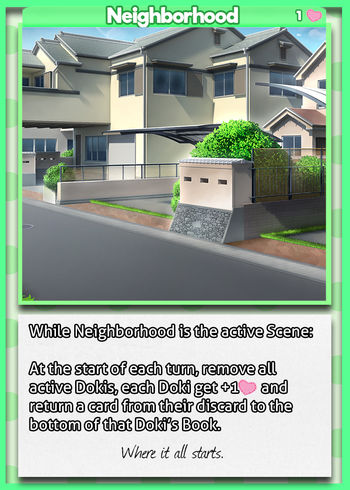 Neighborhood
1
While Neighborhood is the active Scene:
At the start of each turn, remove all
active Dokis, each Doki get +1 and
return a card from their discard to the
bottom of that Doki's Book.
Where it all starts.